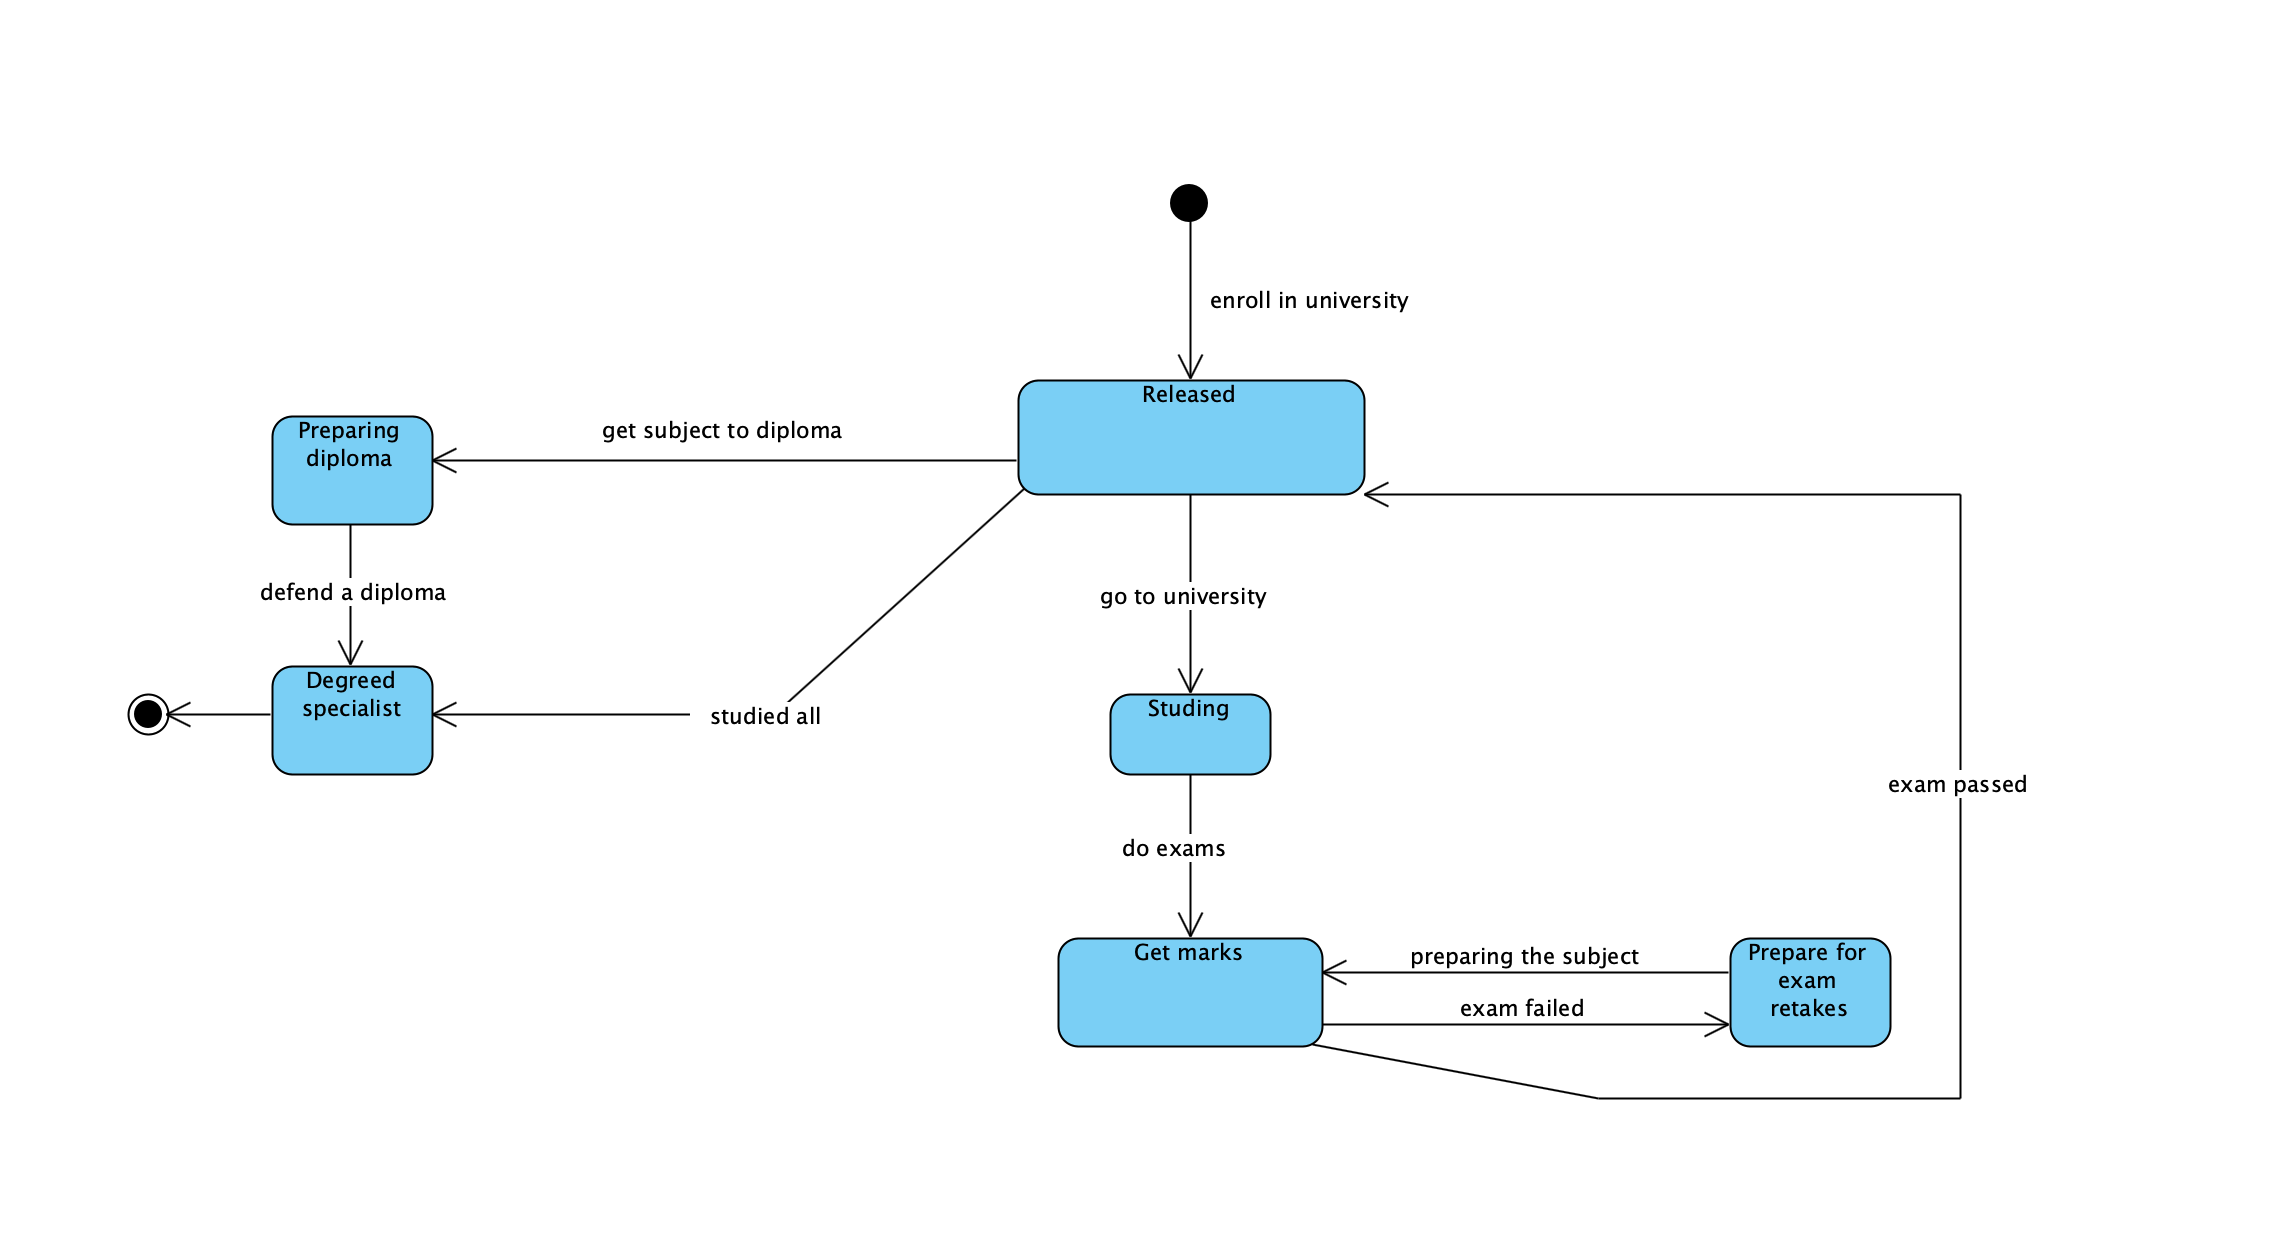 enroll in university
Released
Preparing
diploma
get subject to diploma
defend a diploma
go to university
Degreed
specialist
studied all
Studing
exam passed
do exams
Get marks
preparing the subject
exam failed
Prepare for
exam
retakes